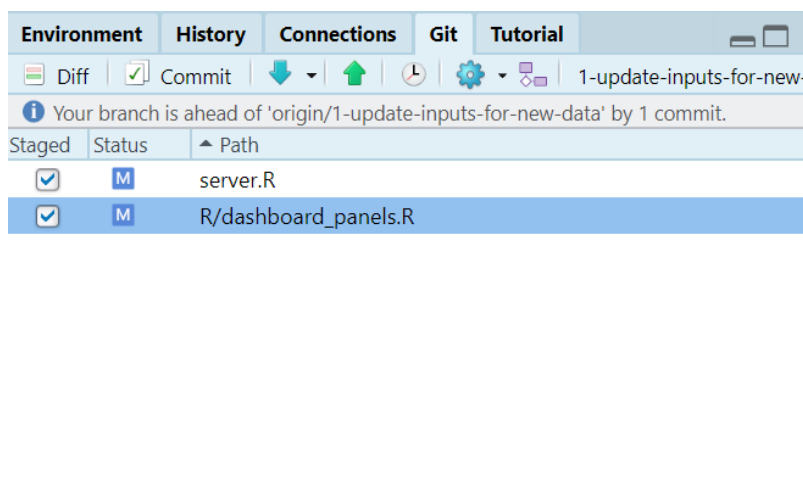 Environment History Connections Git Tutorial
Diff Commit 1-update-inputs-for-new-
Your branch is ahead of 'origin/1-update-inputs-for-new-data' by 1 commit.
Staged Status Path
M server.R
M R/dashboard_panels.R